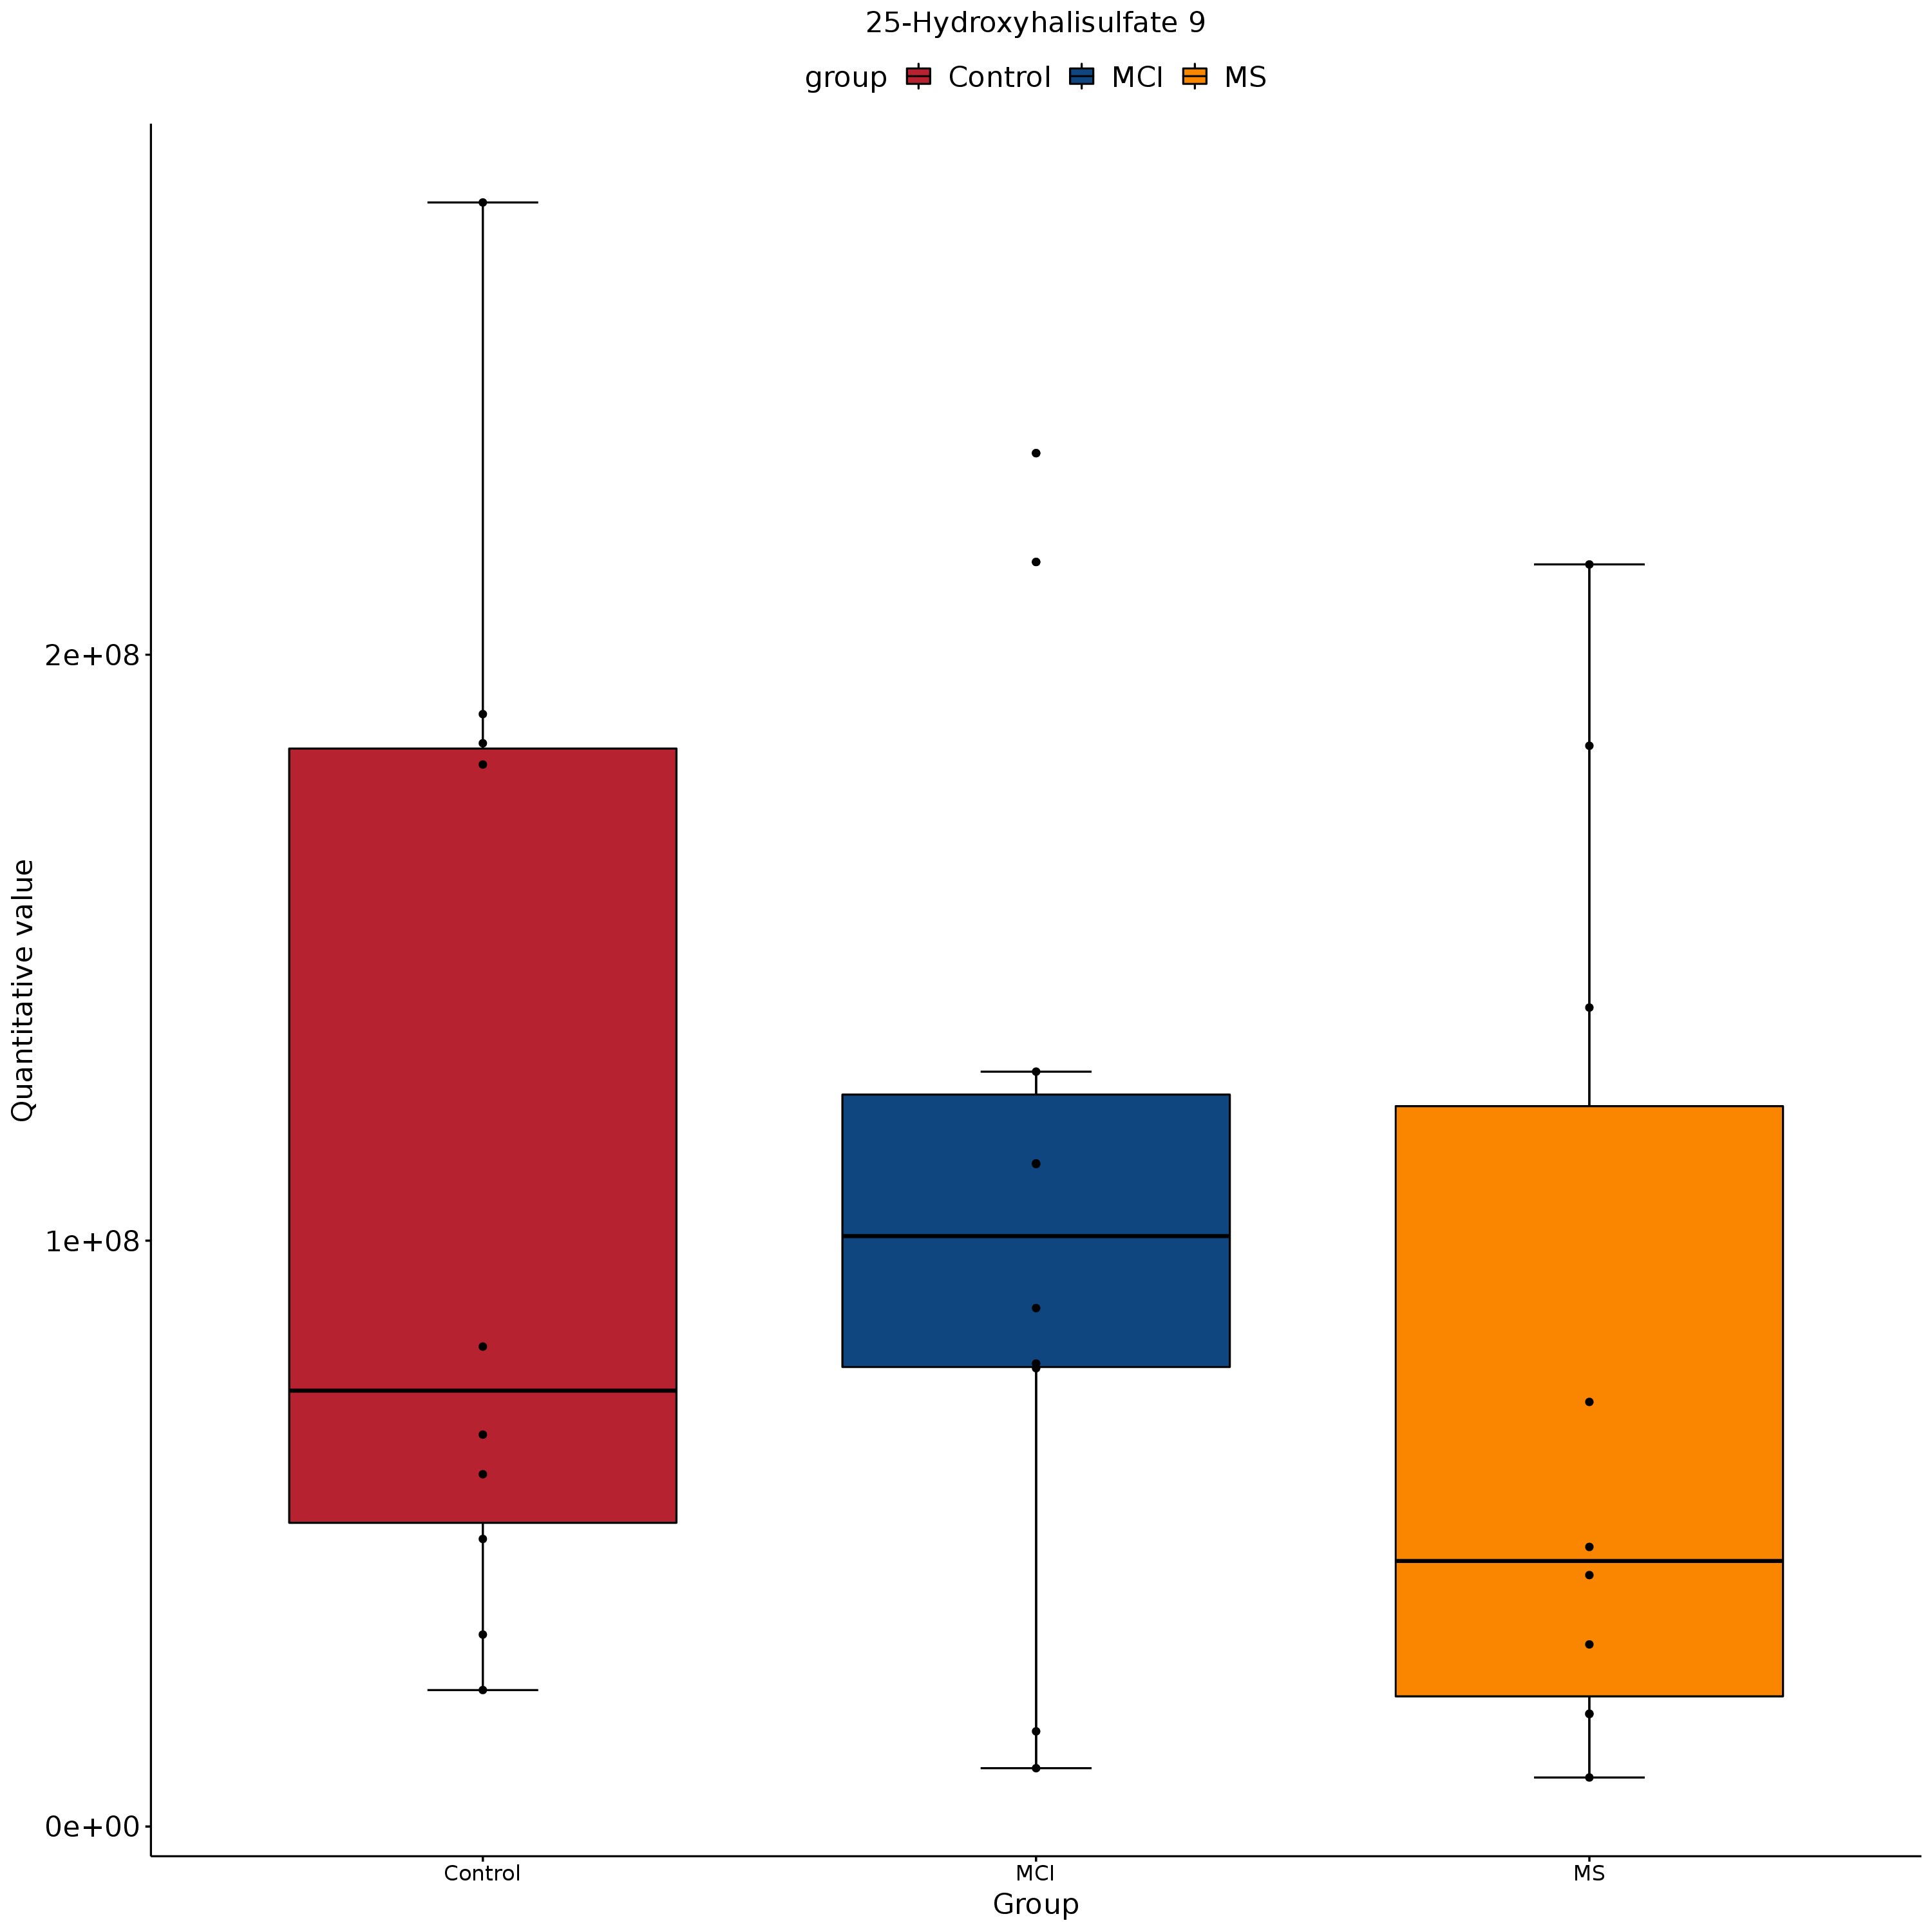 25-Hydroxyhalisulfate 9
group Control MCI MS
Quantitative value
2e+08
1e+08
0e+00
Control MCI MS
Group